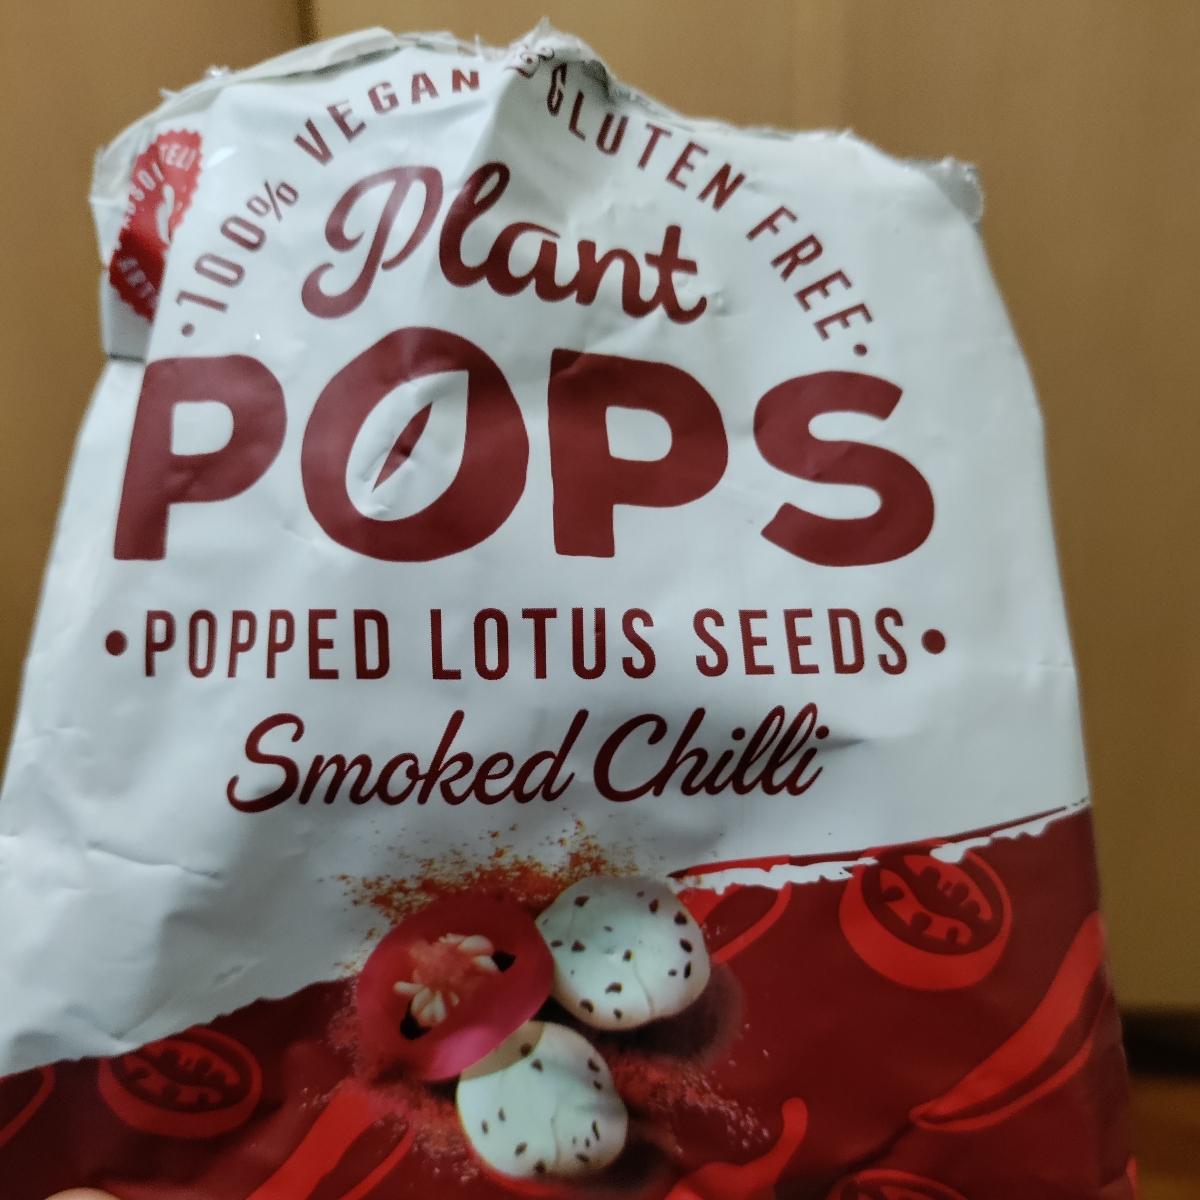 ·100% VEGAN & GLUTEN FREE·
Plant
POPS
•POPPED LOTUS SEEDS•
Smoked Chilli